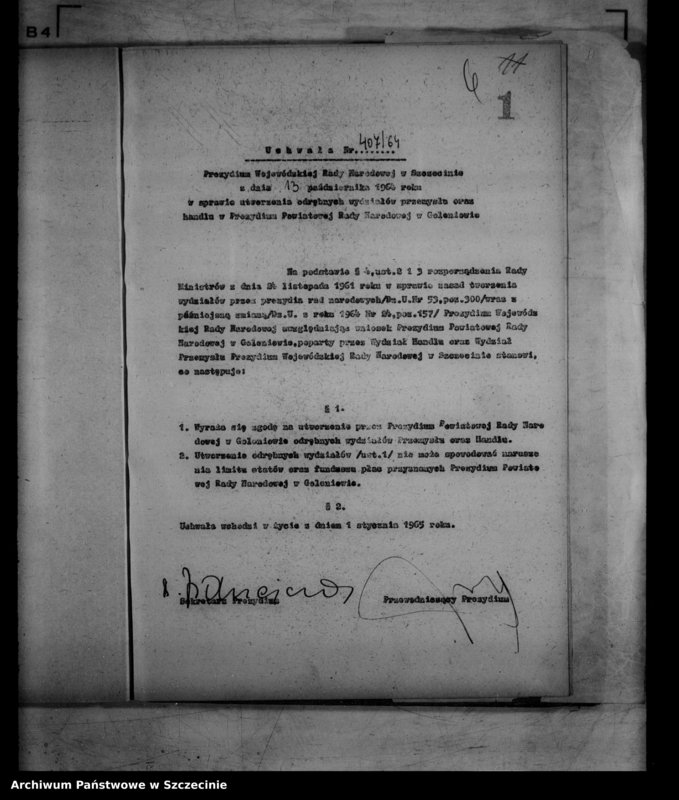 B4
6 11
1
Uchwała Nr 407/64
Prezydium Wojewódzkiej Rady Narodowej w Szczecinie
z dnia 13 października 1964 roku
w sprawie utworzenia odrębnych wydziałów przemysłu oraz
handlu w Prezydium Powiatowej Rady Narodowej w Goleniowie
Na podstawie § 4,ust.2 i 3 rozporządzenia Rady
Ministrów z dnia 24 listopada 1961 roku w sprawie zasad tworzenia
wydziałów przez prezydia rad narodowych/Dz.U.Nr 53,poz.300/wraz z
późniejszą zmianą/Dz.U. z roku 1964 Nr 24,poz.157/ Prezydium Wojewódz
kiej Rady Narodowej uwzględniając wniosek Prezydium Powiatowej Rady
Narodowej w Goleniowie,poparty przez Wydział Handlu oraz Wydział
Przemysłu Prezydium Wojewódzkiej Rady Narodowej w Szczecinie stanowi,
co następuje:
§ 1.
1. Wyraża się zgodę na utworzenie przez Prezydium Powiatowej Rady Naro
dowej w Goleniowie odrębnych wydziałów Przemysłu oraz Handlu.
2. Utworzenie odrębnych wydziałów /ust.1/ nie może spowodować narusze
nia limitu etatów oraz funduszu płac przyznanych Prezydium Powiato
wej Rady Narodowej w Goleniowie.
§ 2.
Uchwała wchodzi w życie z dniem 1 stycznia 1965 roku.
Sekretarz Prezydium Przewodniczący Prezydium
Archiwum Państwowe w Szczecinie